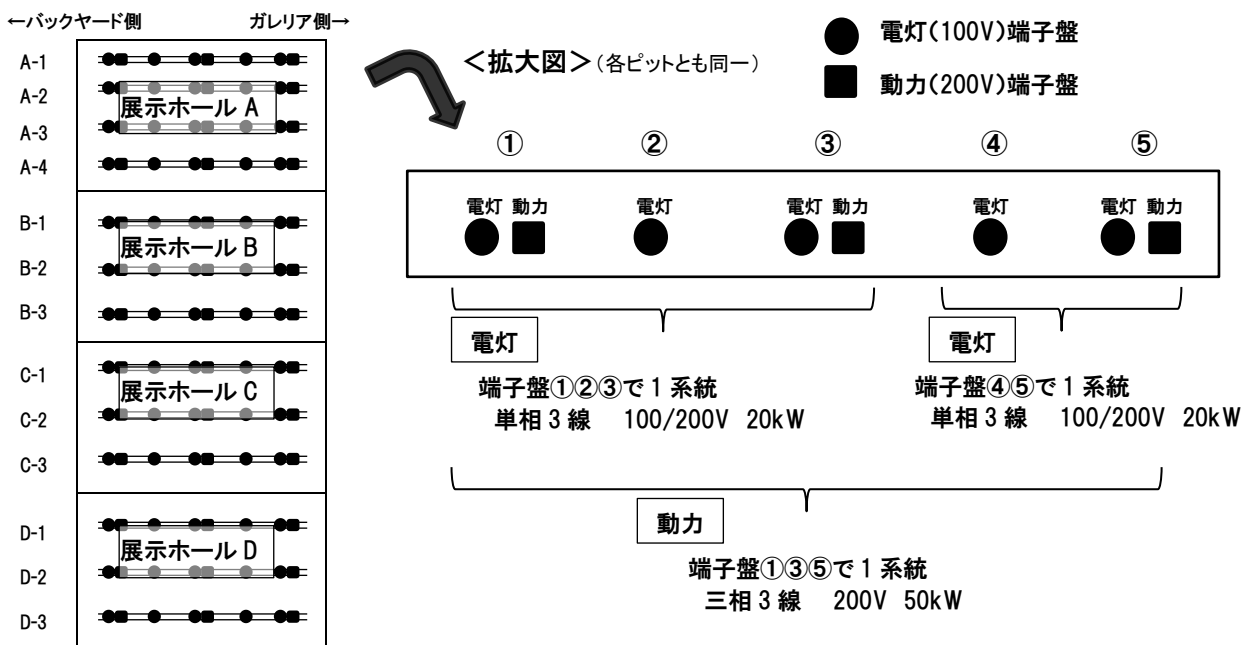 ←バックヤード側 ガレリア側→
A-1
A-2
A-3
A-4
展示ホール A
B-1
B-2
B-3
展示ホール B
C-1
C-2
C-3
展示ホール C
D-1
D-2
D-3
展示ホール D
<拡大図>(各ピットとも同一)
電灯(100V)端子盤
動力(200V)端子盤
① ② ③ ④ ⑤
電灯 動力 電灯 電灯 動力 電灯 電灯 動力
電灯
端子盤①②③で1系統
単相3線 100/200V 20kW
電灯
端子盤④⑤で1系統
単相3線 100/200V 20kW
動力
端子盤①③⑤で1系統
三相3線 200V 50kW